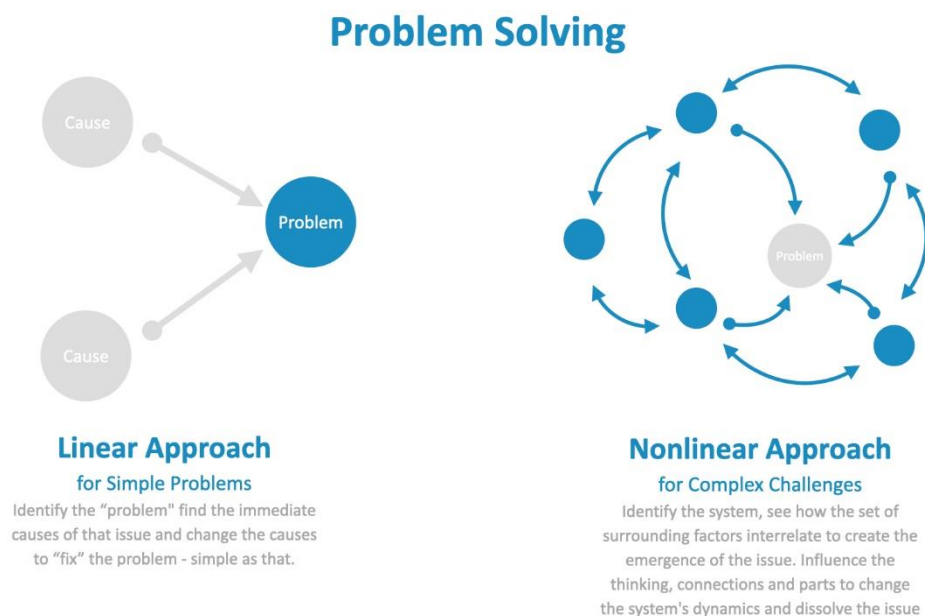 Problem Solving
Cause
Problem
Cause
Problem
Linear Approach
for Simple Problems
Identify the “problem" find the immediate
causes of that issue and change the causes
to “fix” the problem - simple as that.
Nonlinear Approach
for Complex Challenges
Identify the system, see how the set of
surrounding factors interrelate to create the
emergence of the issue. Influence the
thinking, connections and parts to change
the system's dynamics and dissolve the issue